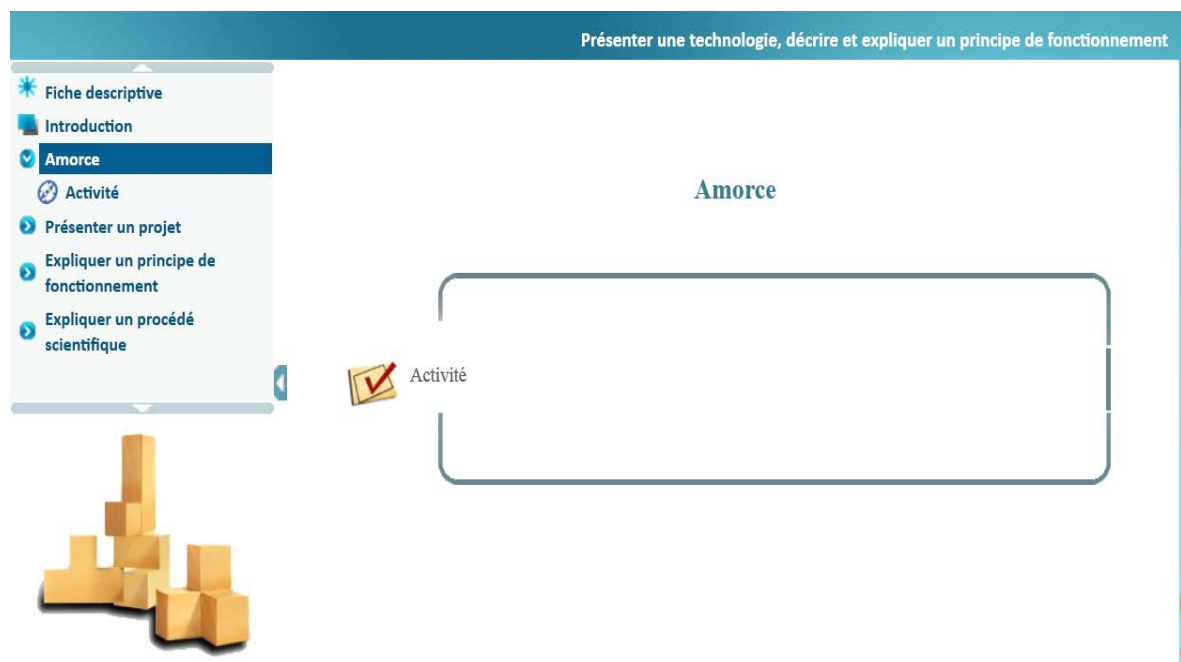 Présenter une technologie, décrire et expliquer un principe de fonctionnement
Fiche descriptive
Introduction
Amorce
Activité
Présenter un projet
Expliquer un principe de
fonctionnement
Expliquer un procédé
scientifique
Amorce
Activité